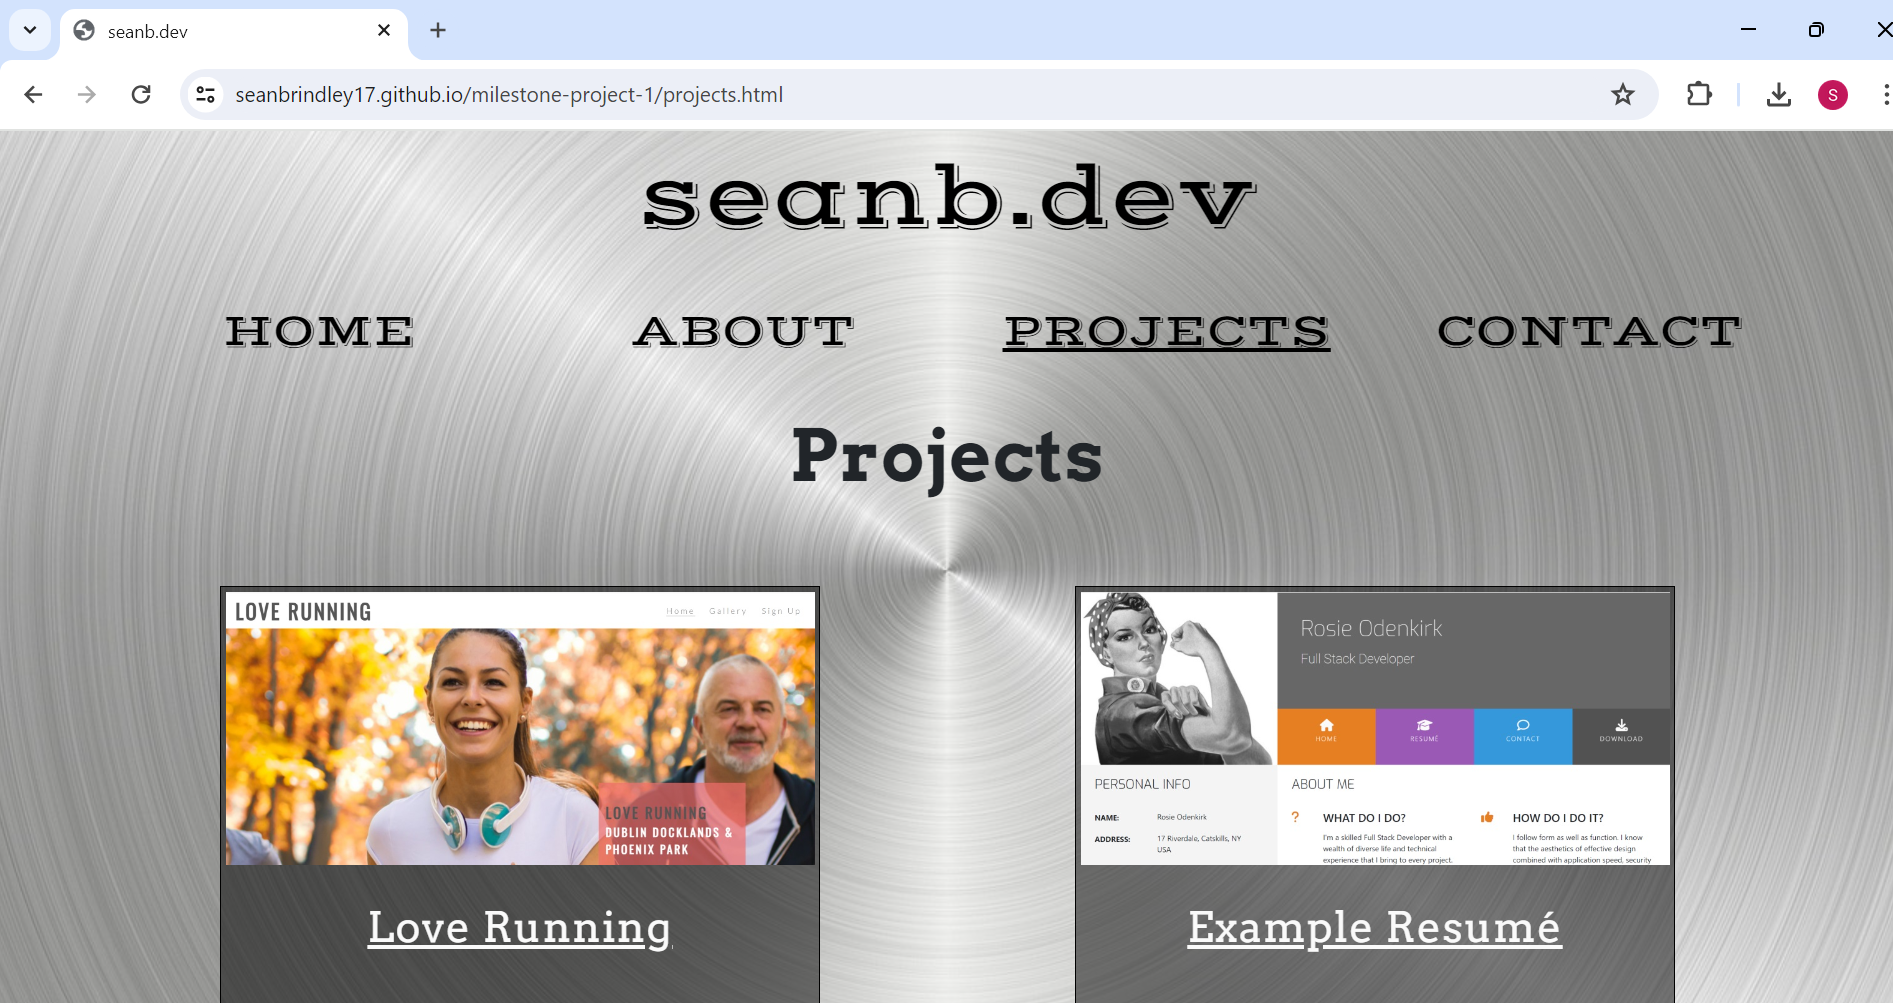 seanb.dev
seanbrindley17.github.io/milestone-project-1/projects.html
S
seanb.dev
HOME ABOUT PROJECTS CONTACT
Projects
LOVE RUNNING
Home Gallery Sign Up
LOVE RUNNING
DUBLIN DOCKLANDS &
PHOENIX PARK
Love Running
Rosie Odenkirk
Full Stack Developer
HOME RESUMÉ CONTACT DOWNLOAD
PERSONAL INFO
NAME: Rosie Odenkirk
ADDRESS: 17 Riverdale, Catskills, NY
USA
ABOUT ME
WHAT DO I DO?
I'm a skilled Full Stack Developer with a
wealth of diverse life and technical
experience that I bring to every project.
HOW DO I DO IT?
I follow form as well as function. I know
that the aesthetics of effective design
combined with application speed, security
Example Resumé